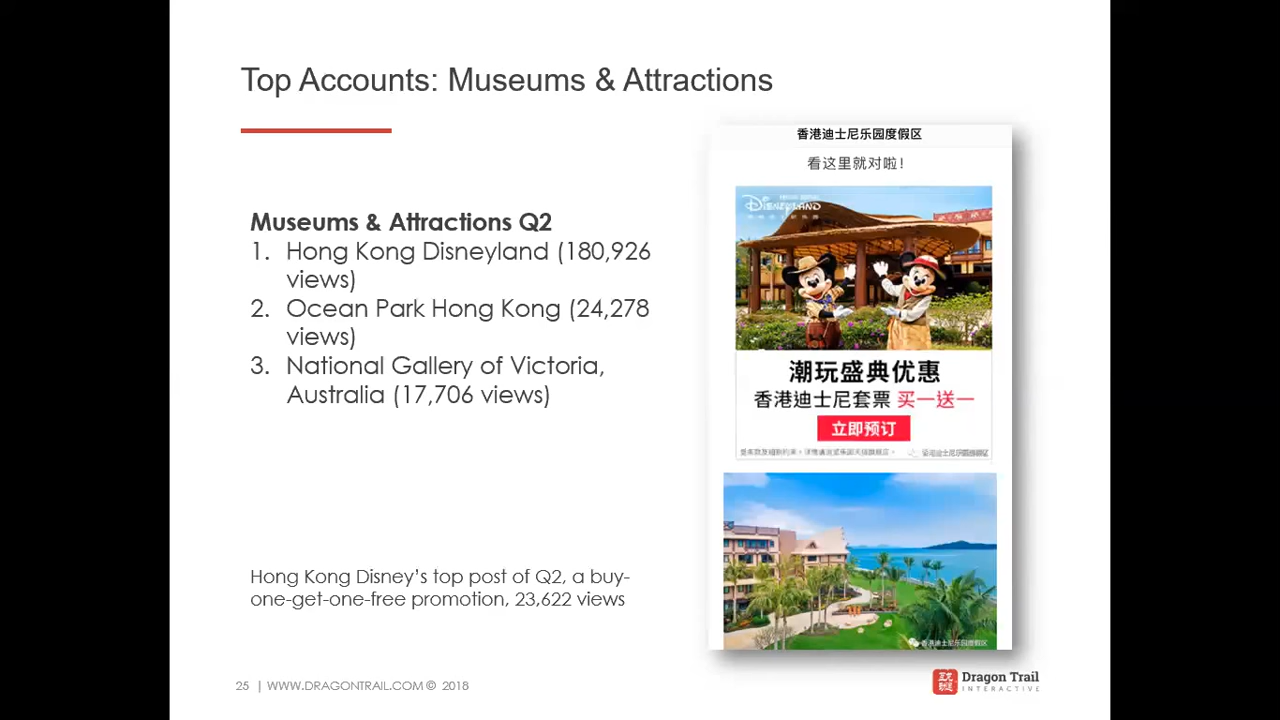 Top Accounts: Museums & Attractions
Museums & Attractions Q2
1. Hong Kong Disneyland (180,926
views)
2. Ocean Park Hong Kong (24,278
views)
3. National Gallery of Victoria,
Australia (17,706 views)
Hong Kong Disney's top post of Q2, a buy-
one-get-one-free promotion, 23,622 views
香港迪士尼乐园度假区
看这里就对啦!
DISNEYLAND
潮玩盛典优惠
香港迪士尼套票 买一送一
立即预订
香港迪士尼乐园度假区
25 | WWW.DRAGONTRAIL.COM © 2018
Dragon Trail
INTERACTIVE